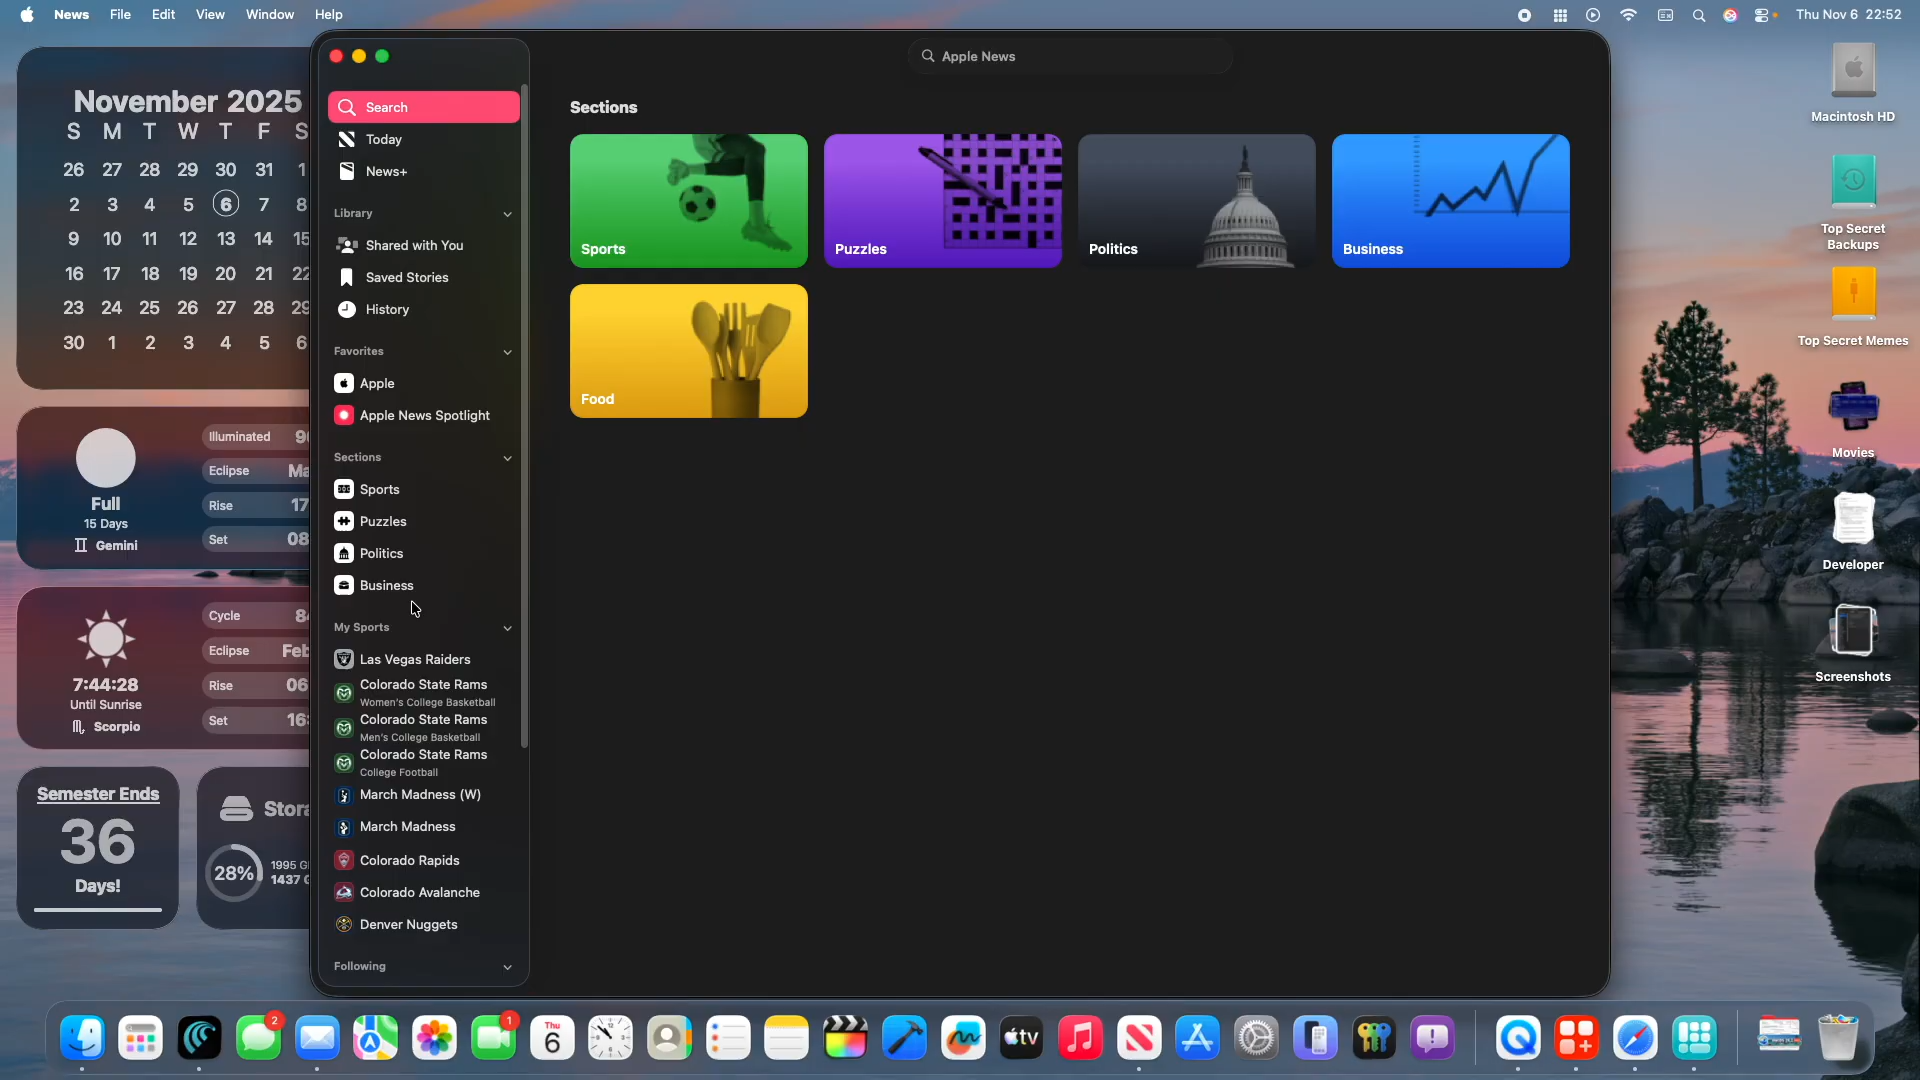 News File Edit View Window Help
Thu Nov 6 22:52
November 2025
S M T W T F S
26 27 28 29 30 31 1
2 3 4 5 6 7 8
9 10 11 12 13 14 15
16 17 18 19 20 21 22
23 24 25 26 27 28 29
30 1 2 3 4 5 6
Full
15 Days
Gemini
Illuminated
Eclipse
Rise
Set
7:44:28
Until Sunrise
Scorpio
Cycle
Eclipse
Rise
Set
Semester Ends
36
Days!
28%
Search
Today
News+
Library
Shared with You
Saved Stories
History
Favorites
Apple
Apple News Spotlight
Sections
Sports
Puzzles
Politics
Business
My Sports
Las Vegas Raiders
Colorado State Rams
Women's College Basketball
Colorado State Rams
Men's College Basketball
Colorado State Rams
College Football
March Madness (W)
March Madness
Colorado Rapids
Colorado Avalanche
Denver Nuggets
Following
Apple News
Sections
Sports
Puzzles
Politics
Business
Food
Macintosh HD
Top Secret
Backups
Top Secret Memes
Movies
Developer
Screenshots
2
1
Thu
6
tv